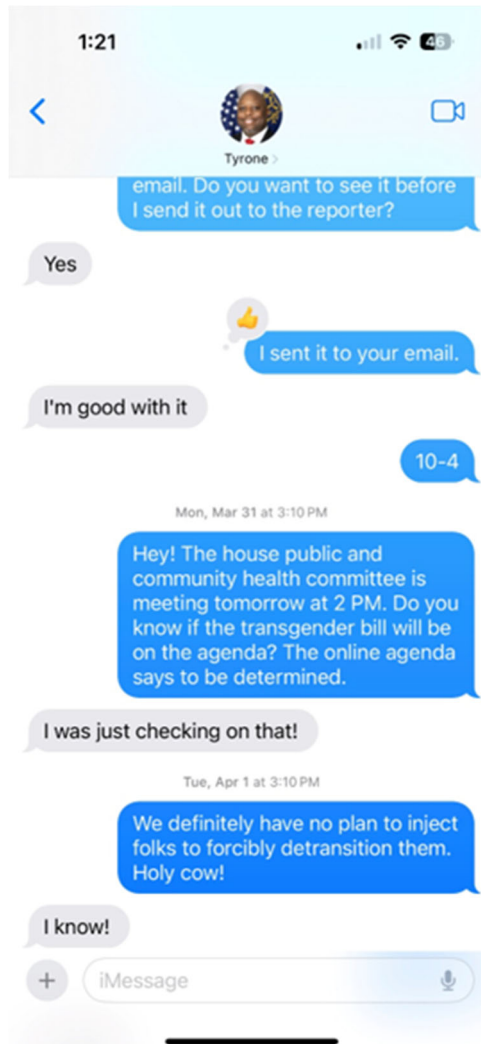 1:21
46
Tyrone
email. Do you want to see it before
I send it out to the reporter?
Yes
I sent it to your email.
I'm good with it
10-4
Mon, Mar 31 at 3:10 PM
Hey! The house public and
community health committee is
meeting tomorrow at 2 PM. Do you
know if the transgender bill will be
on the agenda? The online agenda
says to be determined.
I was just checking on that!
Tue, Apr 1 at 3:10 PM
We definitely have no plan to inject
folks to forcibly detransition them.
Holy cow!
I know!
iMessage